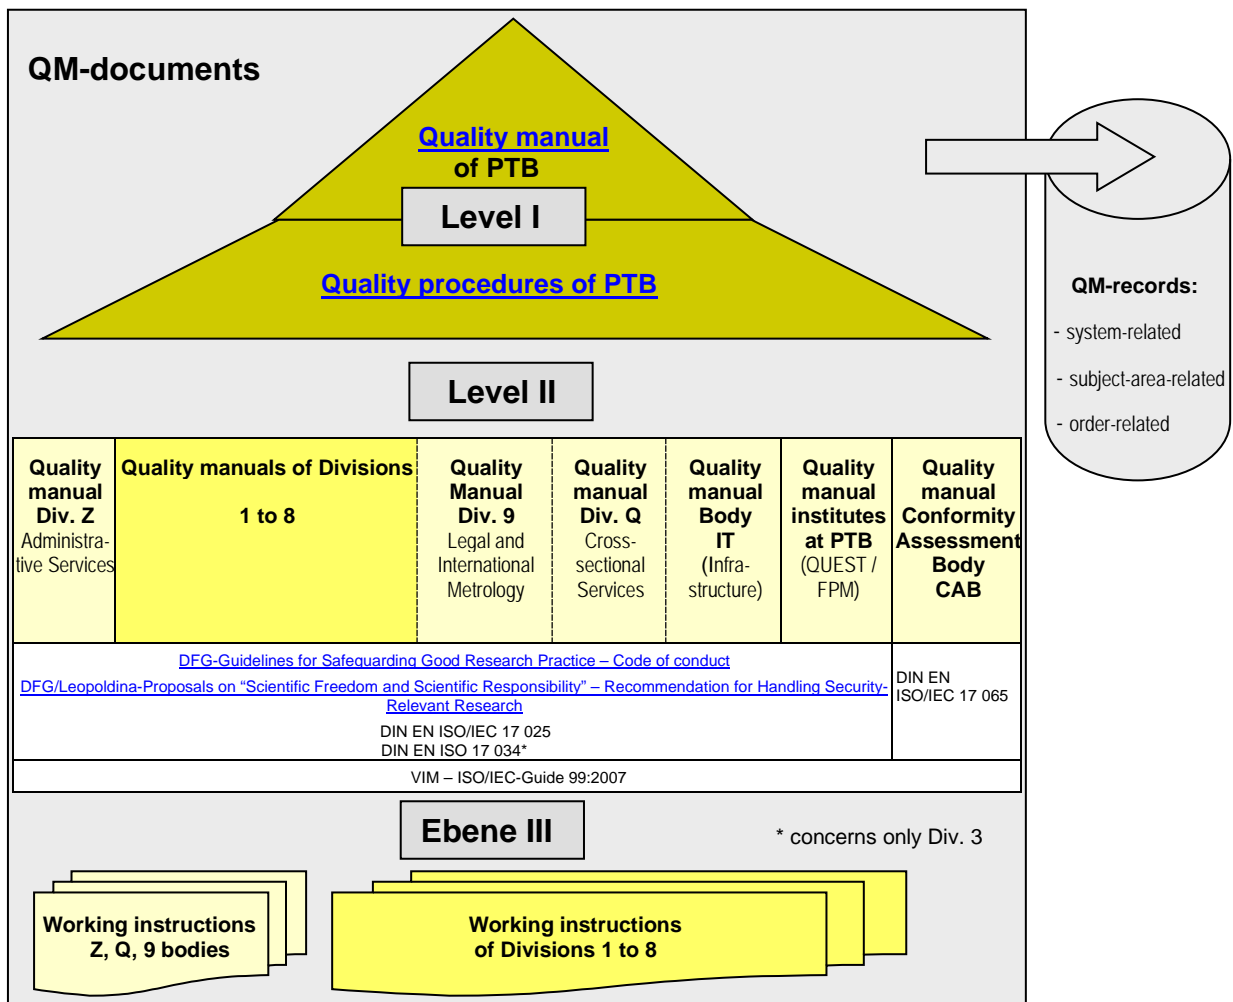 QM-documents
Quality manual
of PTB
Level I
Quality procedures of PTB
QM-records:
- system-related
- subject-area-related
- order-related
Level II
Quality
manual
Div. Z
Administra-
tive Services
Quality manuals of Divisions
1 to 8
Quality
Manual
Div. 9
Legal and
International
Metrology
Quality
manual
Div. Q
Cross-
sectional
Services
Quality
manual
Body
IT
(Infra-
structure)
Quality
manual
institutes
at PTB
(QUEST /
FPM)
Quality
manual
Conformity
Assessment
Body
CAB
DFG-Guidelines for Safeguarding Good Research Practice – Code of conduct
DFG/Leopoldina-Proposals on “Scientific Freedom and Scientific Responsibility” – Recommendation for Handling Security-
Relevant Research
DIN EN ISO/IEC 17 025
DIN EN ISO 17 034*
DIN EN
ISO/IEC 17 065
VIM – ISO/IEC-Guide 99:2007
Ebene III
* concerns only Div. 3
Working instructions
Z, Q, 9 bodies
Working instructions
of Divisions 1 to 8